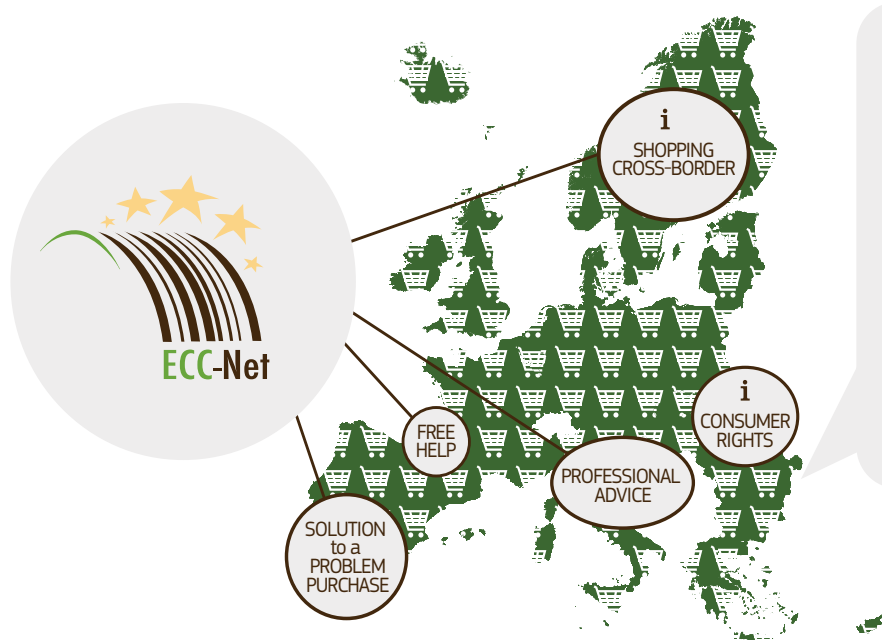 i
SHOPPING
CROSS-BORDER
ECC-Net
i
CONSUMER
RIGHTS
FREE
HELP
PROFESSIONAL
ADVICE
SOLUTION
to a
PROBLEM
PURCHASE